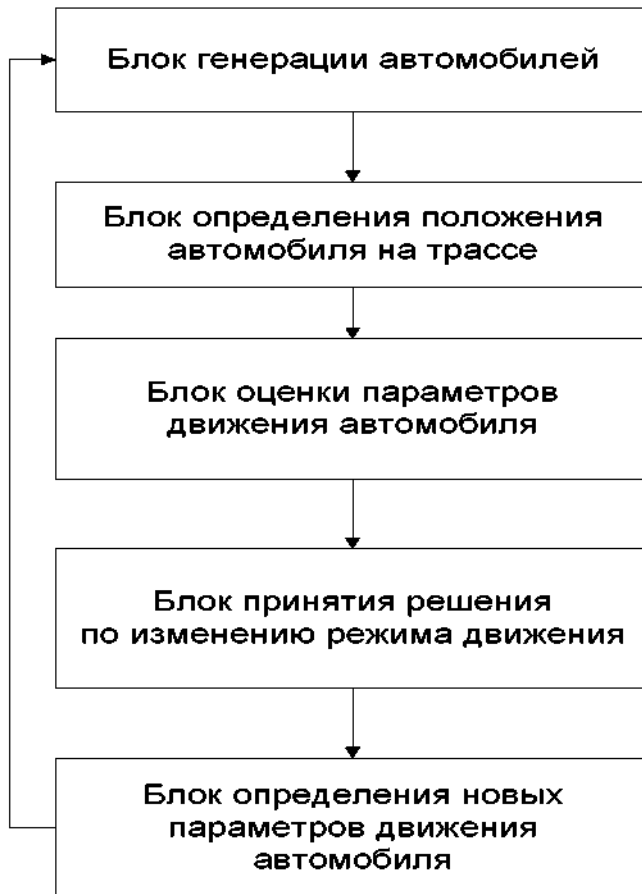 Блок генерации автомобилей
Блок определения положения
автомобиля на трассе
Блок оценки параметров
движения автомобиля
Блок принятия решения
по изменению режима движения
Блок определения новых
параметров движения
автомобиля